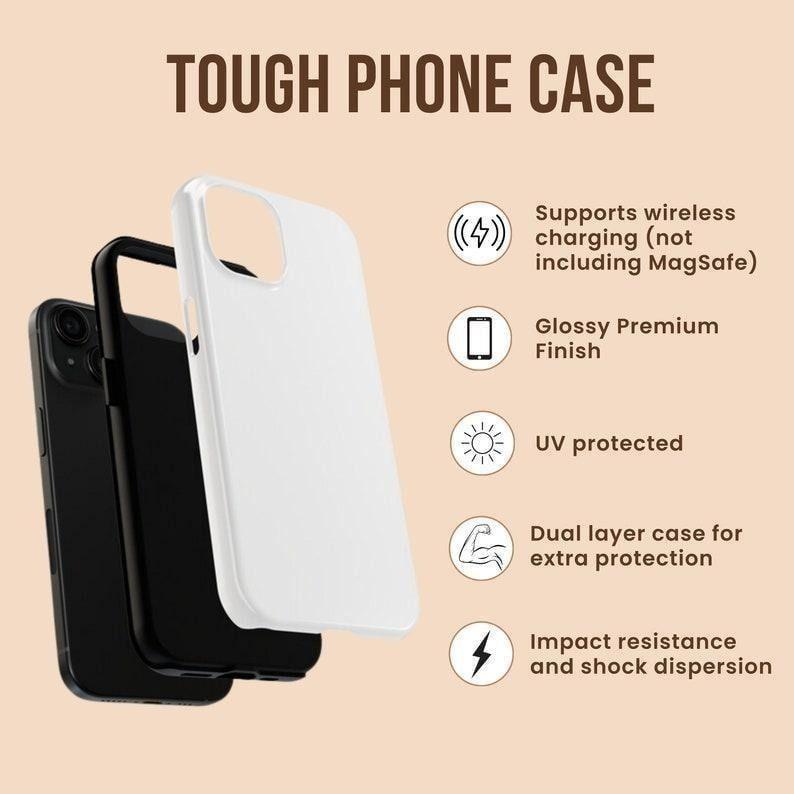 TOUGH PHONE CASE
Supports wireless
charging (not
including MagSafe)
Glossy Premium
Finish
UV protected
Dual layer case for
extra protection
Impact resistance
and shock dispersion